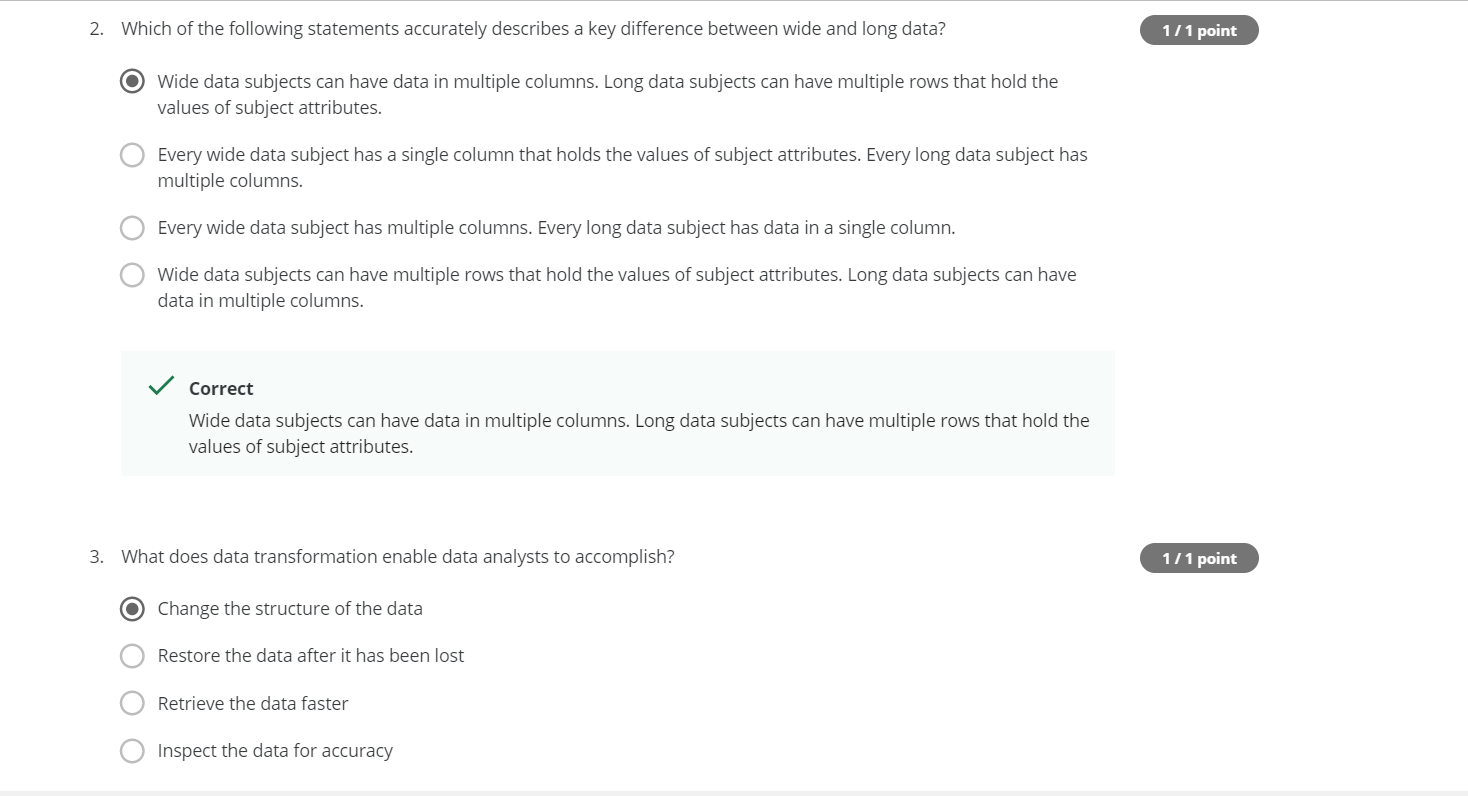 2. Which of the following statements accurately describes a key difference between wide and long data?
1 / 1 point
Wide data subjects can have data in multiple columns. Long data subjects can have multiple rows that hold the
values of subject attributes.
Every wide data subject has a single column that holds the values of subject attributes. Every long data subject has
multiple columns.
Every wide data subject has multiple columns. Every long data subject has data in a single column.
Wide data subjects can have multiple rows that hold the values of subject attributes. Long data subjects can have
data in multiple columns.
Correct
Wide data subjects can have data in multiple columns. Long data subjects can have multiple rows that hold the
values of subject attributes.
3. What does data transformation enable data analysts to accomplish?
1 / 1 point
Change the structure of the data
Restore the data after it has been lost
Retrieve the data faster
Inspect the data for accuracy